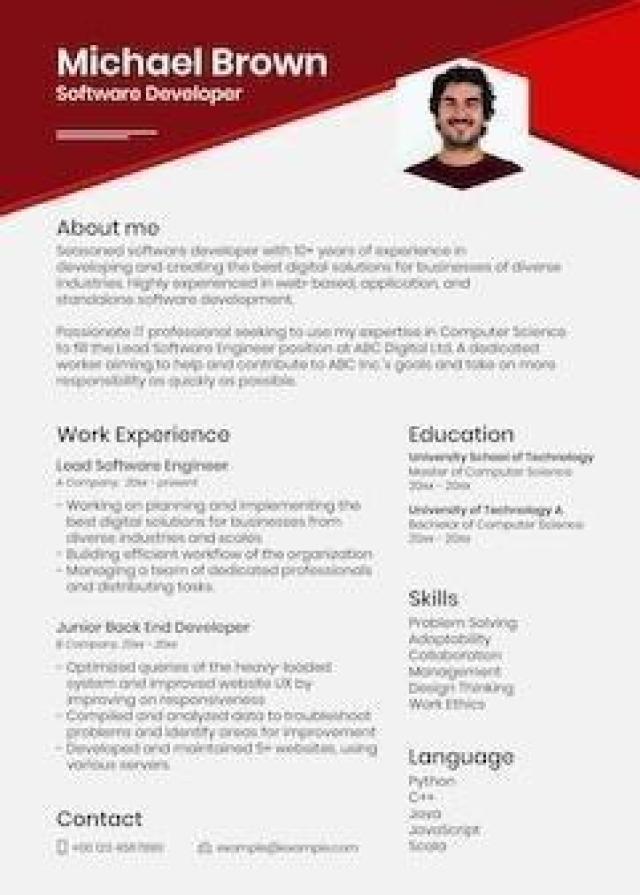 Michael Brown
Software Developer
About me
Seasoned software developer with 10+ years of experience in
developing and creating the best digital solutions for businesses of diverse
industries. Highly experienced in web-based, application, and
standalone software development.
Passionate IT professional seeking to use my expertise in Computer Science
to fill the Lead Software Engineer position at ABC Digital Ltd. A dedicated
worker aiming to help and contribute to ABC Inc.'s goals and take on more
responsibility as quickly as possible.
Work Experience
Lead Software Engineer
A Company, 20xx - present
- Working on planning and implementing the
best digital solutions for businesses from
diverse industries and scales
- Building efficient workflow of the organization
- Managing a team of dedicated professionals
and distributing tasks.
Junior Back End Developer
B Company, 20xx - 20xx
- Optimized queries of the heavy-loaded
system and improved website UX by
improving on responsiveness
- Compiled and analyzed data to troubleshoot
problems and identify areas for improvement
- Developed and maintained 5+ websites, using
various servers.
Contact
example@example.com
Education
University School of Technology
Master of Computer Science
20xx - 20xx
University of Technology A
Bachelor of Computer Science
20xx - 20xx
Skills
Problem Solving
Adaptability
Collaboration
Management
Design Thinking
Work Ethics
Language
Python
C++
Java
JavaScript
Scala